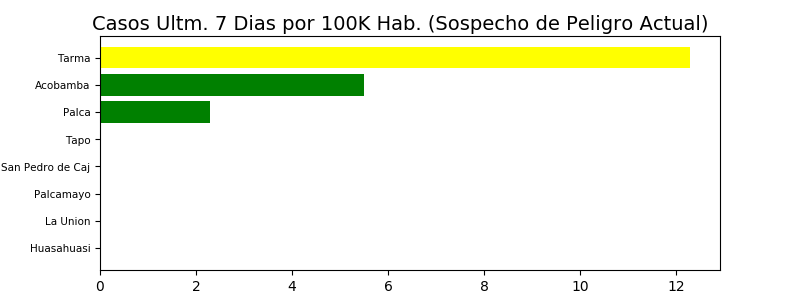 Casos Ultm. 7 Dias por 100K Hab. (Sospecho de Peligro Actual)
Tarma
Acobamba
Palca
Tapo
San Pedro de Caj
Palcamayo
La Union
Huasahuasi
0 2 4 6 8 10 12